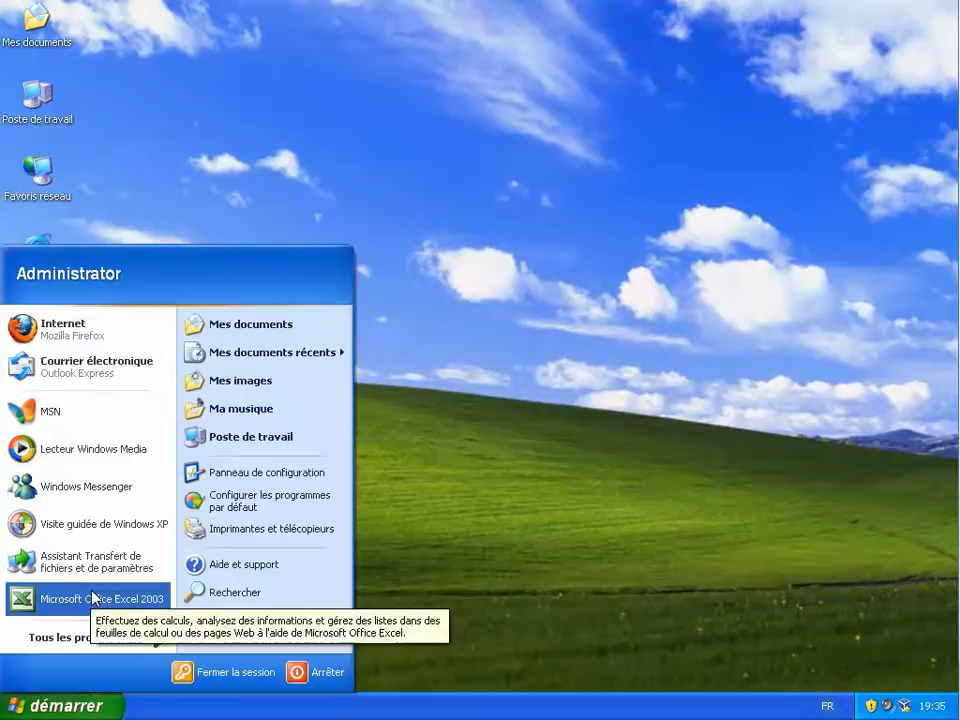 Mes documents
Poste de travail
Favoris réseau
Administrator
Internet
Mozilla Firefox
Courrier électronique
Outlook Express
MSN
Lecteur Windows Media
Windows Messenger
Visite guidée de Windows XP
Assistant Transfert de
fichiers et de paramètres
Microsoft Office Excel 2003
Tous les
Mes documents
Mes documents récents
Mes images
Ma musique
Poste de travail
Panneau de configuration
Configurer les programmes
par défaut
Imprimantes et télécopieurs
Aide et support
Rechercher
Effectuez des calculs, analysez des informations et gérez des listes dans des
feuilles de calcul ou des pages Web à l'aide de Microsoft Office Excel.
Fermer la session
Arrêter
démarrer
FR
19:35